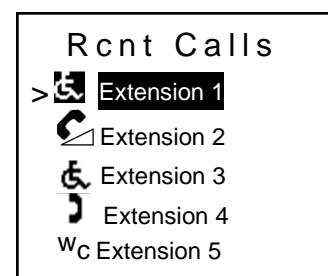 Rcnt Calls
> Extension 1
Extension 2
Extension 3
Extension 4
Wc Extension 5